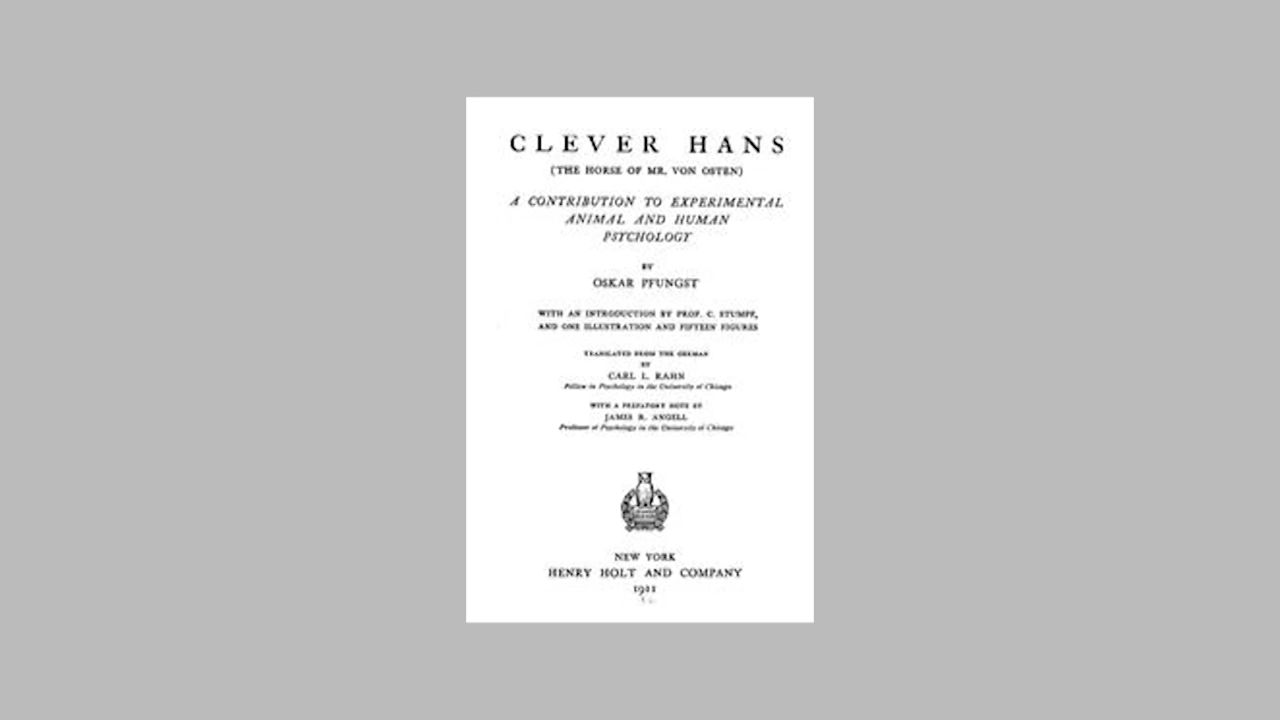 CLEVER HANS
(THE HORSE OF MR. VON OSTEN)
A CONTRIBUTION TO EXPERIMENTAL
ANIMAL AND HUMAN
PSYCHOLOGY
BY
OSKAR PFUNGST
WITH AN INTRODUCTION BY PROF. C. STUMPF,
AND ONE ILLUSTRATION AND FIFTEEN FIGURES
TRANSLATED FROM THE GERMAN
BY
CARL L. RAHN
Fellow in Psychology in the University of Chicago
WITH A PREFATORY NOTE BY
JAMES R. ANGELL
Professor of Psychology in the University of Chicago
NEW YORK
HENRY HOLT AND COMPANY
1911